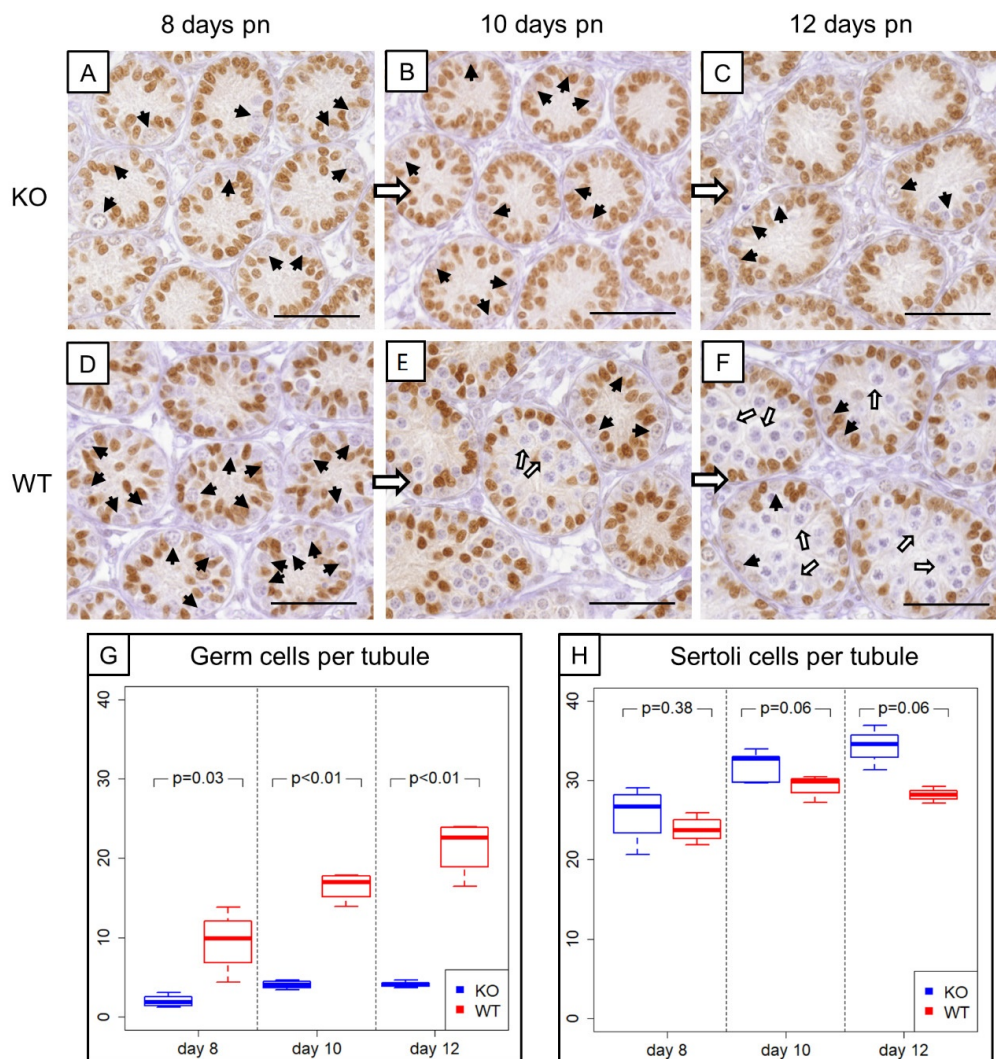 8 days pn
10 days pn
12 days pn
A
B
C
KO
D
E
F
WT
G
Germ cells per tubule
40
30
20
10
0
p=0.03
p<0.01
p<0.01
KO
WT
day 8
day 10
day 12
H
Sertoli cells per tubule
40
30
20
10
0
p=0.38
p=0.06
p=0.06
KO
WT
day 8
day 10
day 12